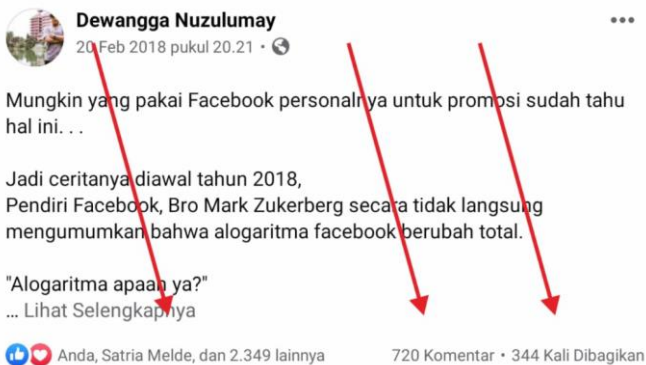 Dewangga Nuzulumay
20 Feb 2018 pukul 20.21 •
Mungkin yang pakai Facebook personalnya untuk promosi sudah tahu
hal ini. . .
Jadi ceritanya diawal tahun 2018,
Pendiri Facebook, Bro Mark Zukerberg secara tidak langsung
mengumumkan bahwa alogaritma facebook berubah total.
"Alogaritma apaan ya?"
... Lihat Selengkapnya
Anda, Satria Melde, dan 2.349 lainnya 720 Komentar • 344 Kali Dibagikan